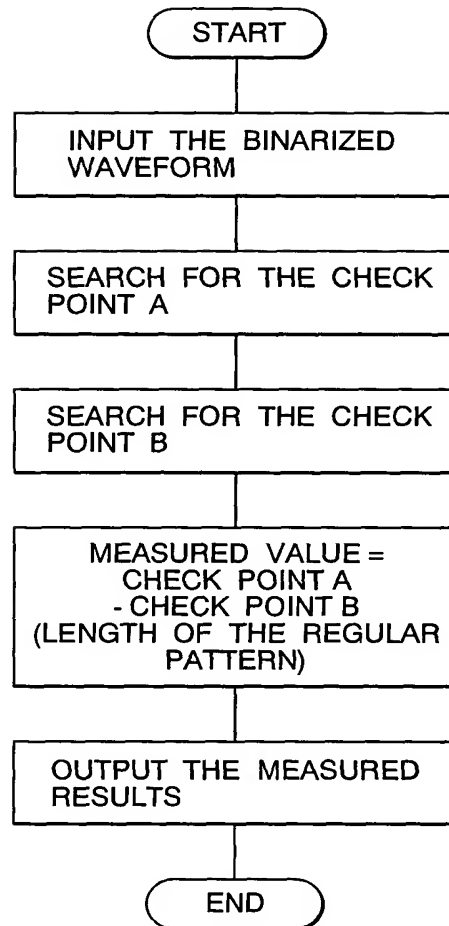 START
INPUT THE BINARIZED
WAVEFORM
SEARCH FOR THE CHECK
POINT A
SEARCH FOR THE CHECK
POINT B
MEASURED VALUE =
CHECK POINT A
- CHECK POINT B
(LENGTH OF THE REGULAR
PATTERN)
OUTPUT THE MEASURED
RESULTS
END